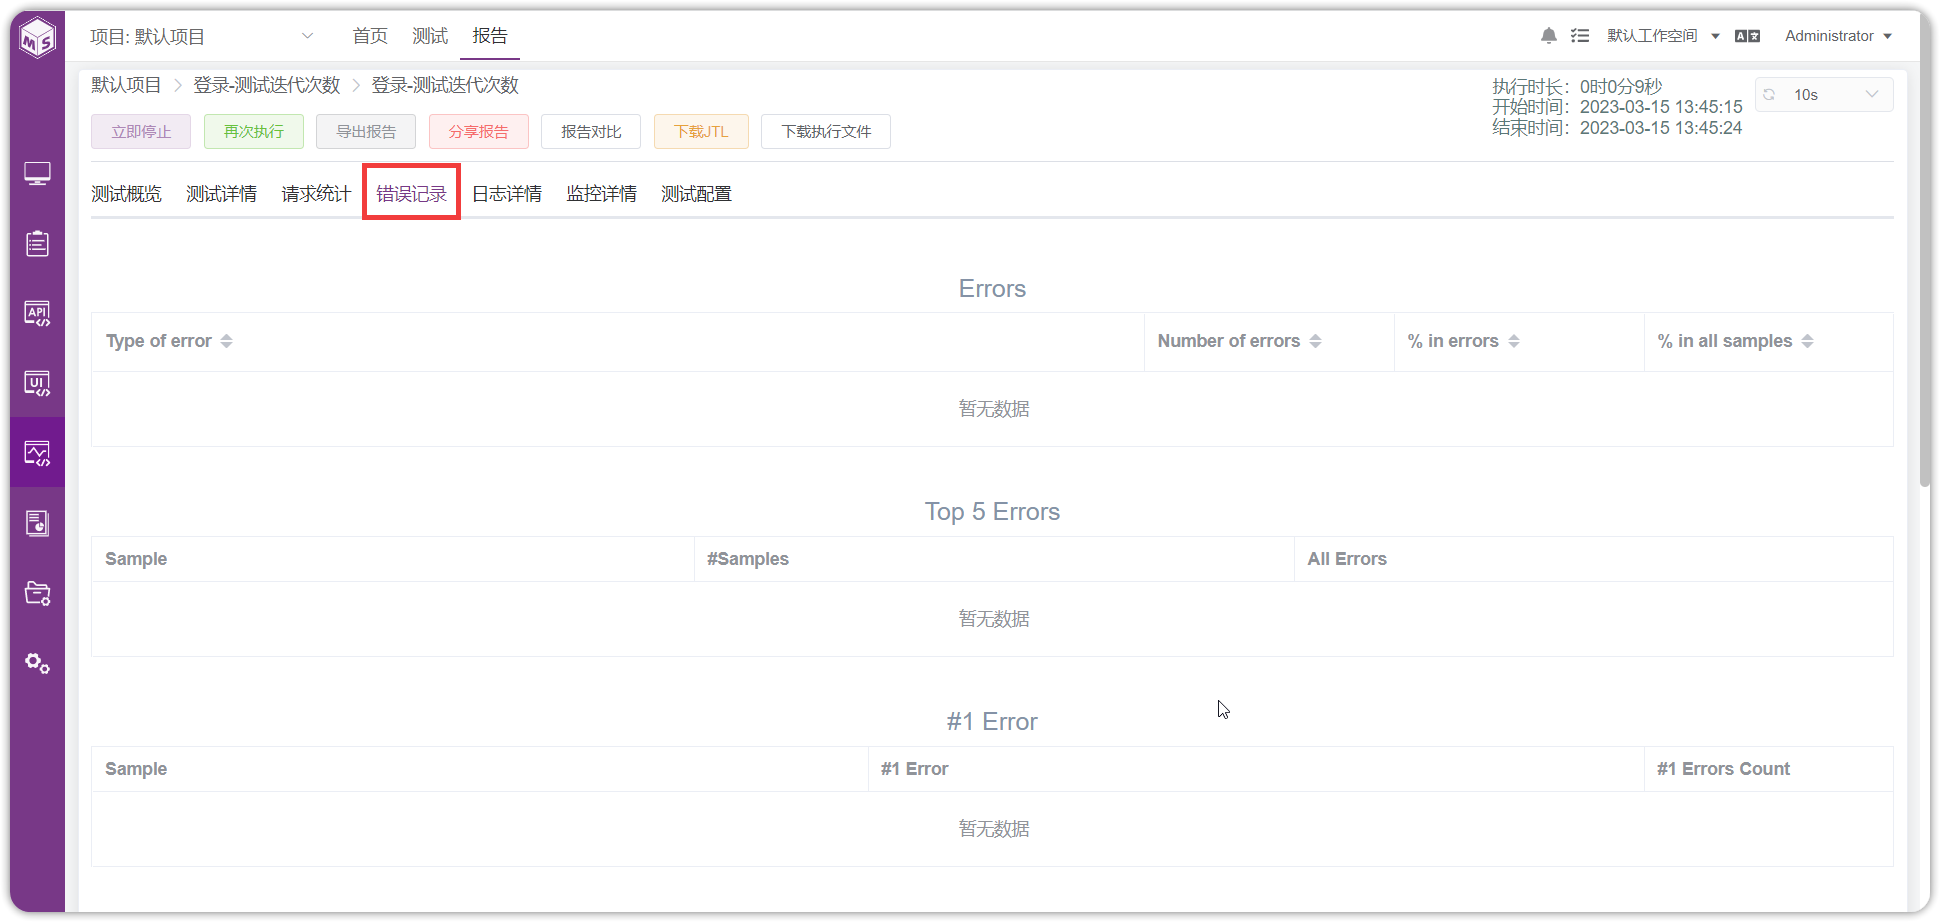 MS
项目: 默认项目
首页
测试
报告
默认工作空间
A
Administrator
默认项目
登录-测试迭代次数
登录-测试迭代次数
执行时长：0时0分9秒
开始时间：2023-03-15 13:45:15
结束时间：2023-03-15 13:45:24
10s
立即停止
再次执行
导出报告
分享报告
报告对比
下载JTL
下载执行文件
测试概览
测试详情
请求统计
错误记录
日志详情
监控详情
测试配置
API
UI
Errors
Type of error
Number of errors
% in errors
% in all samples
暂无数据
Top 5 Errors
Sample
#Samples
All Errors
暂无数据
#1 Error
Sample
#1 Error
#1 Errors Count
暂无数据